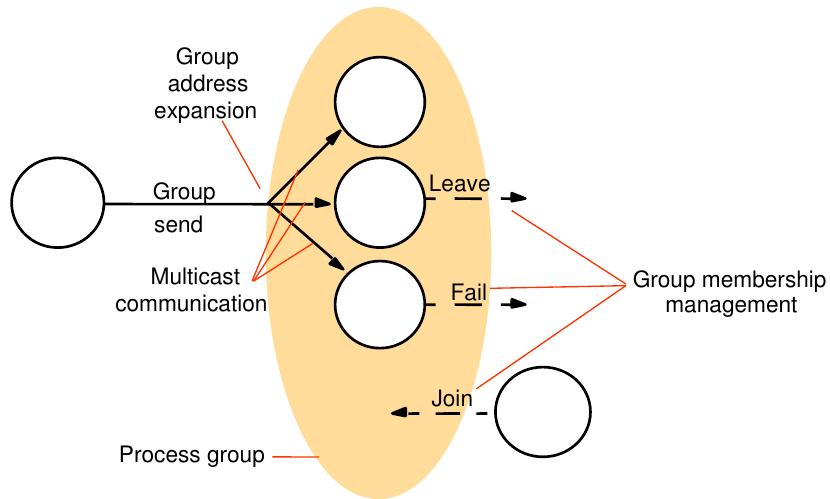 Group
address
expansion
Group
send
Leave
Multicast
communication
Fail
Group membership
management
Join
Process group